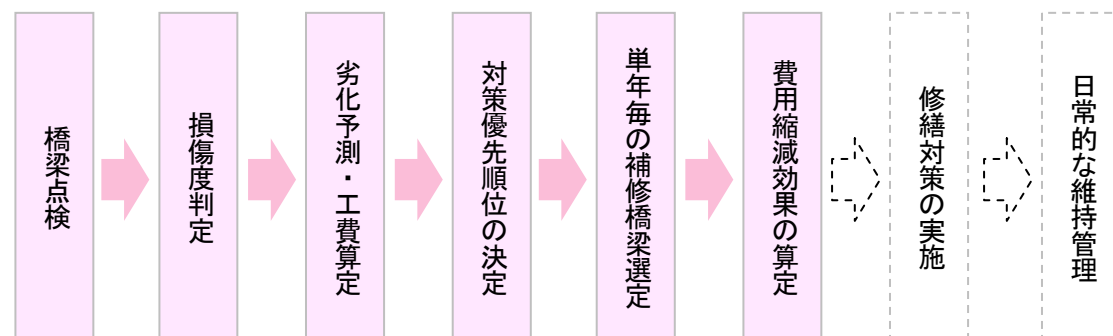 橋梁点検
損傷度判定
劣化予測・工費算定
対策優先順位の決定
単年毎の補修橋梁選定
費用縮減効果の算定
修繕対策の実施
日常的な維持管理